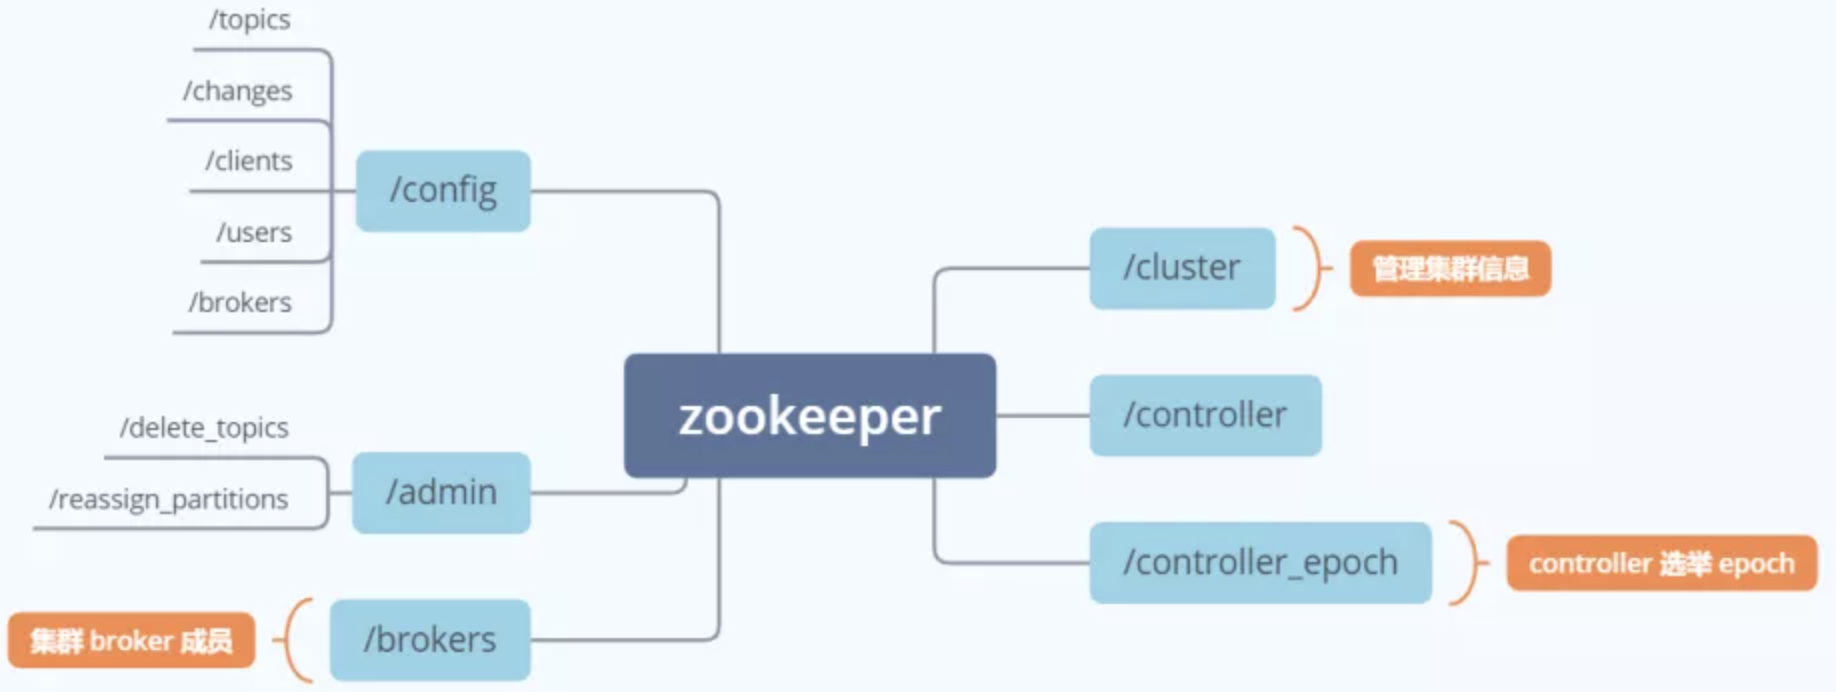 /topics
/changes
/clients
/users
/brokers
/config
/delete_topics
/reassign_partitions
/admin
集群 broker 成员
/brokers
zookeeper
/cluster
管理集群信息
/controller
/controller_epoch
controller 选举 epoch